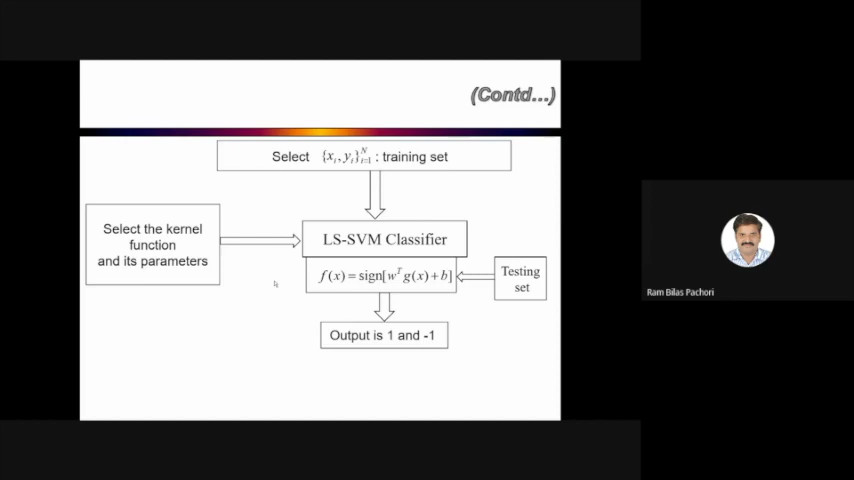 (Contd...)
Select {x_i, y_i}_{i=1}^N : training set
Select the kernel
function
and its parameters
LS-SVM Classifier
f(x) = sign[w^T g(x) + b]
Testing
set
Output is 1 and -1
Ram Bilas Pachori